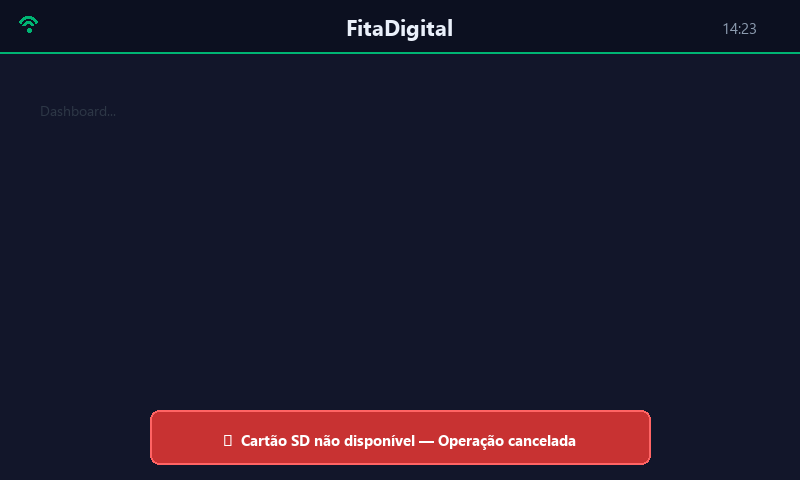 FitaDigital
14:23
Dashboard...
Cartão SD não disponível — Operação cancelada